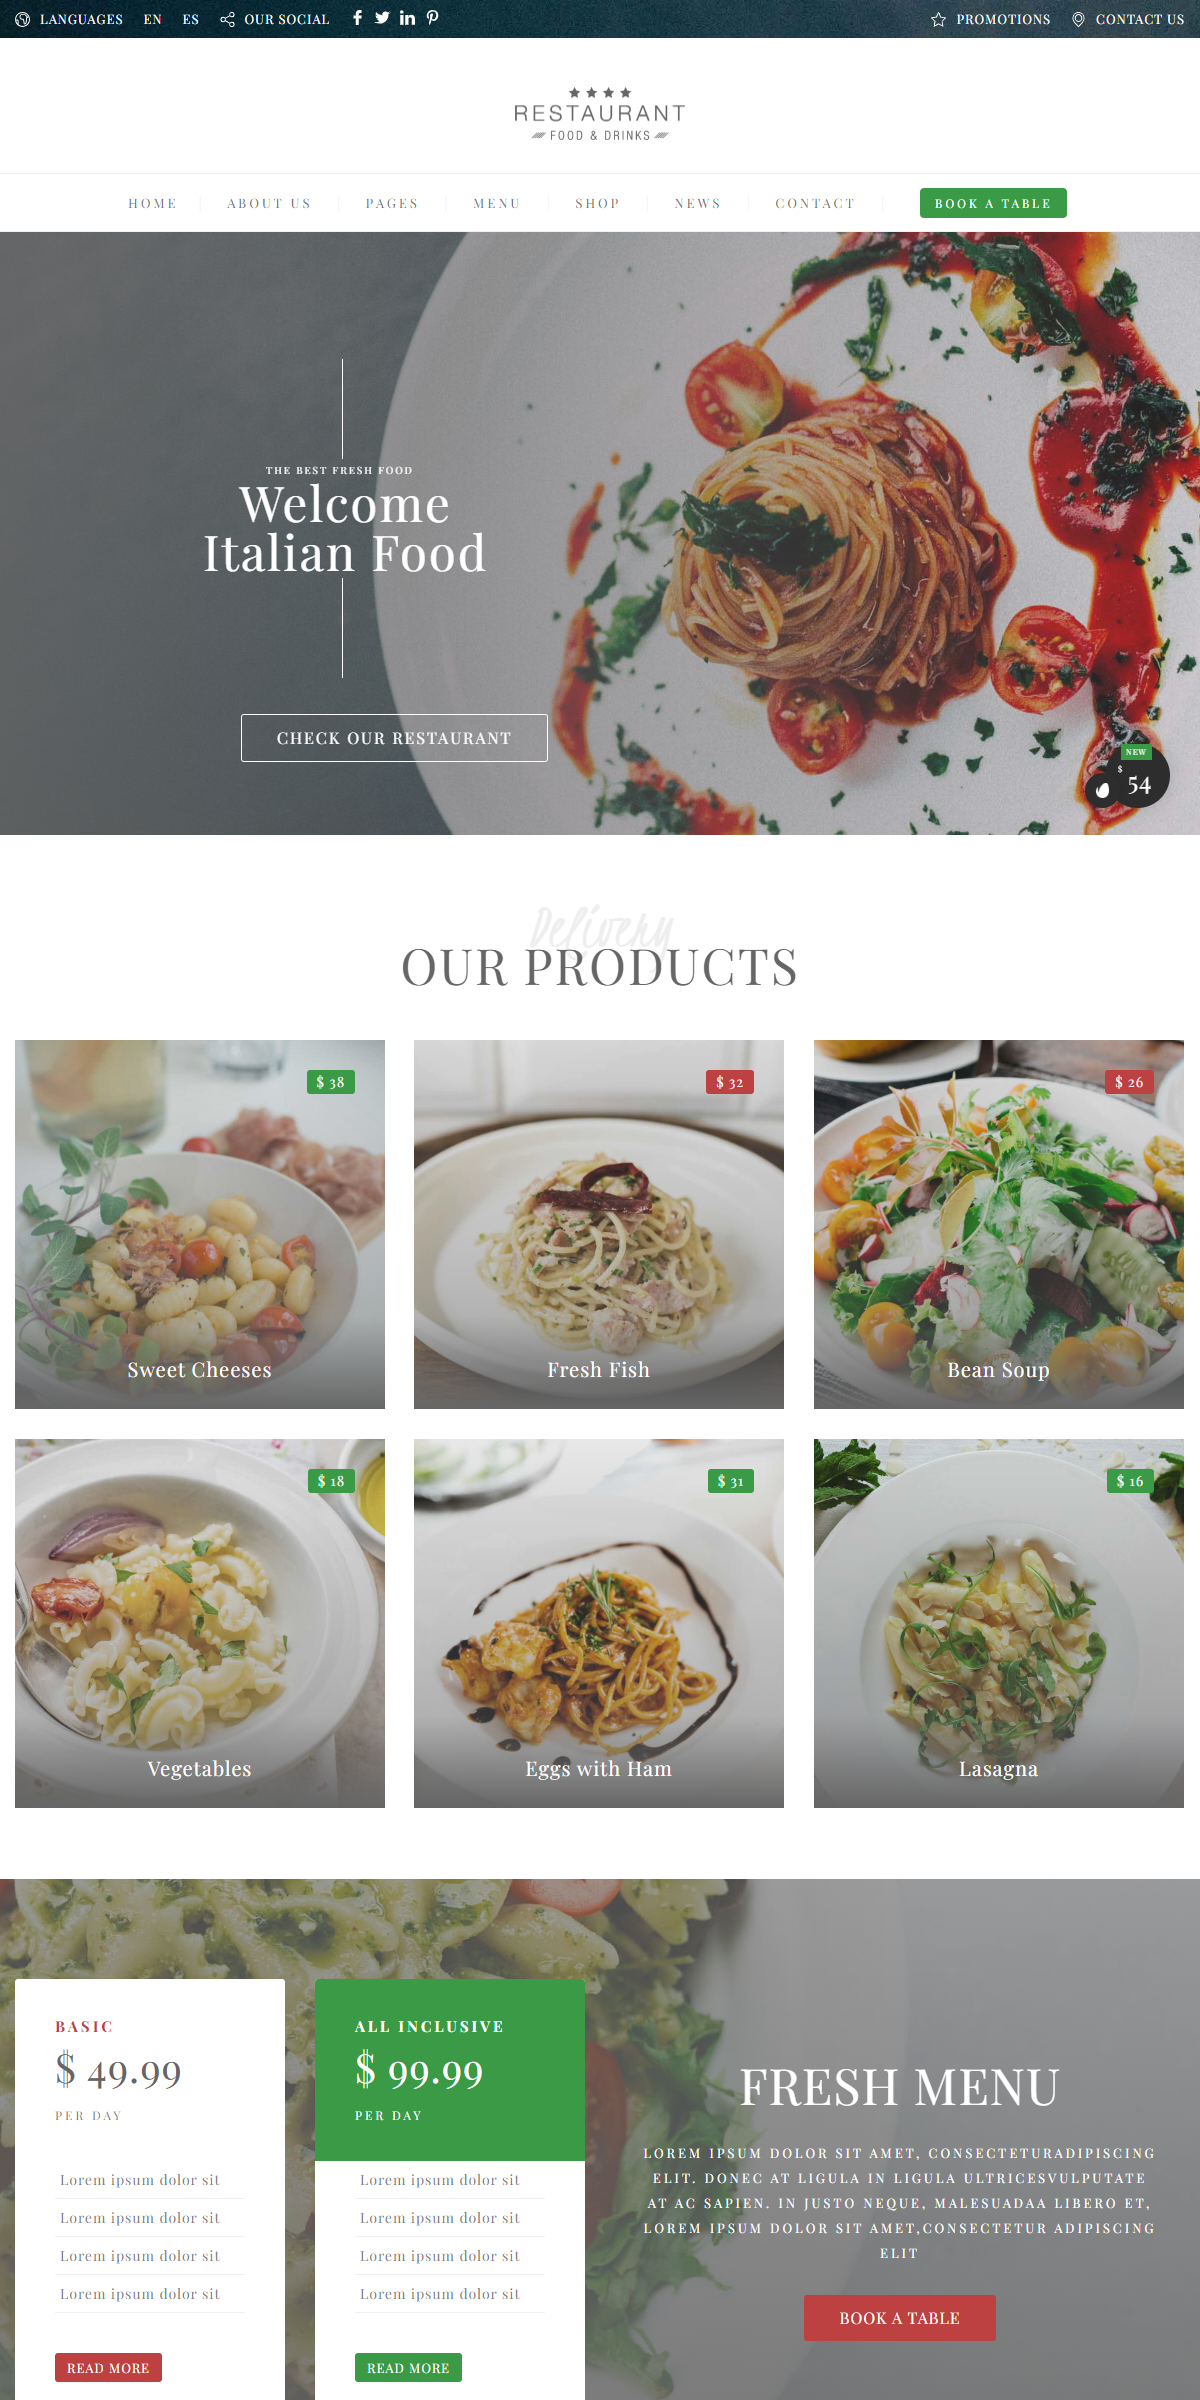 LANGUAGES EN ES OUR SOCIAL PROMOTIONS CONTACT US
RESTAURANT
FOOD & DRINKS
HOME ABOUT US PAGES MENU SHOP NEWS CONTACT BOOK A TABLE
THE BEST FRESH FOOD
Welcome
Italian Food
CHECK OUR RESTAURANT
NEW
$ 54
Delivery
OUR PRODUCTS
$ 38
Sweet Cheeses
$ 32
Fresh Fish
$ 26
Bean Soup
$ 18
Vegetables
$ 31
Eggs with Ham
$ 16
Lasagna
BASIC
$ 49.99
PER DAY
Lorem ipsum dolor sit
Lorem ipsum dolor sit
Lorem ipsum dolor sit
Lorem ipsum dolor sit
READ MORE
ALL INCLUSIVE
$ 99.99
PER DAY
Lorem ipsum dolor sit
Lorem ipsum dolor sit
Lorem ipsum dolor sit
Lorem ipsum dolor sit
READ MORE
FRESH MENU
LOREM IPSUM DOLOR SIT AMET, CONSECTETURADIPISCING
ELIT. DONEC AT LIGULA IN LIGULA ULTRICESVULPUTATE
AT AC SAPIEN. IN JUSTO NEQUE, MALESUADAA LIBERO ET,
LOREM IPSUM DOLOR SIT AMET,CONSECTETUR ADIPISCING
ELIT
BOOK A TABLE